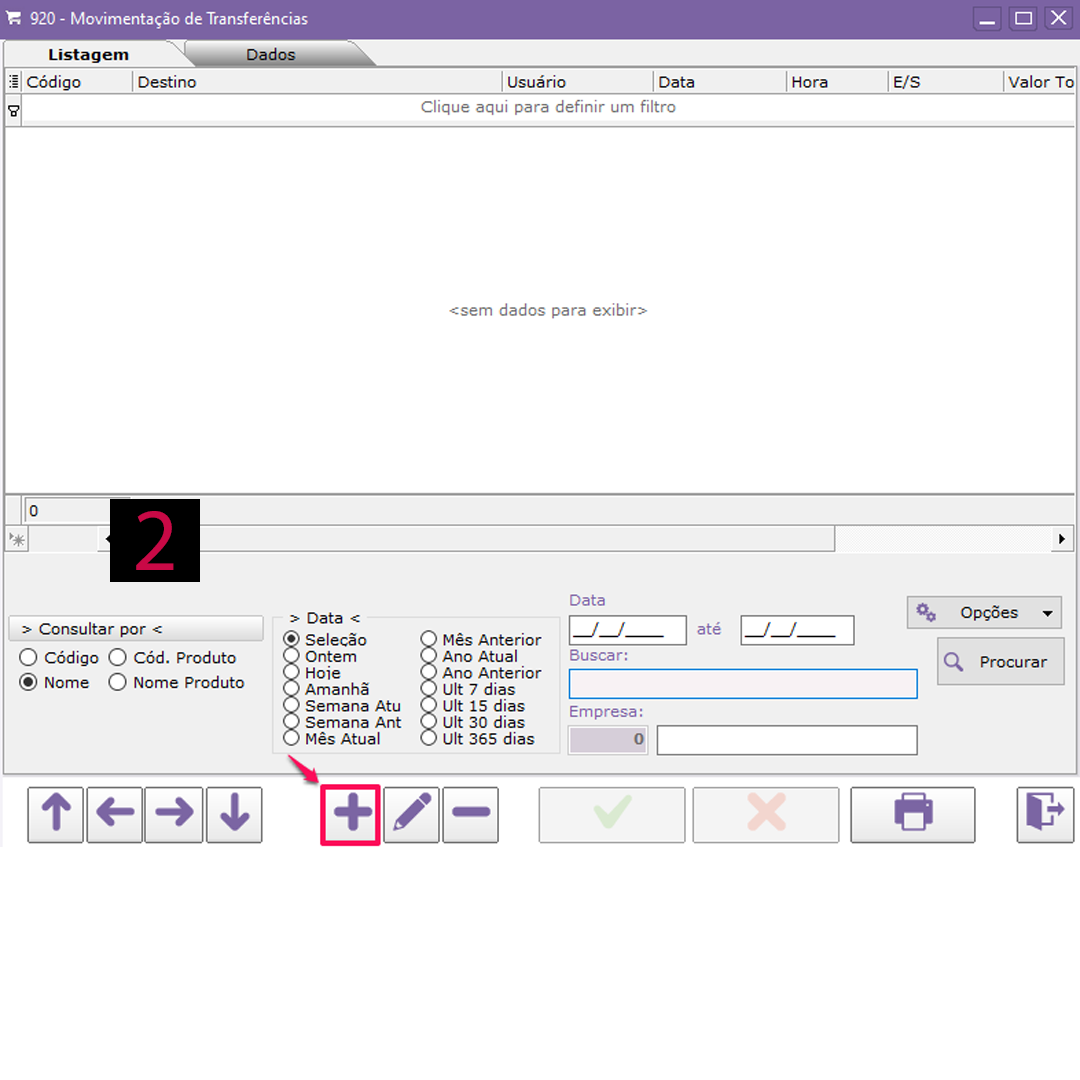 920 - Movimentação de Transferências
Listagem Dados
Código Destino Usuário Data Hora E/S Valor To
Clique aqui para definir um filtro
<sem dados para exibir>
0
2
> Consultar por <
Código Cód. Produto
Nome Nome Produto
> Data <
Seleção Mês Anterior
Ontem Ano Atual
Hoje Ano Anterior
Amanhã Ult 7 dias
Semana Atu Ult 15 dias
Semana Ant Ult 30 dias
Mês Atual Ult 365 dias
Data
__/__/____ até __/__/____
Buscar:
Empresa:
0
Opções
Procurar